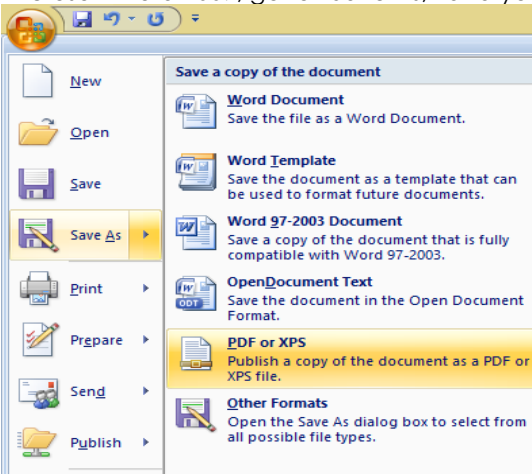 New
Open
Save
Save As
Print
Prepare
Send
Publish
Save a copy of the document
Word Document
Save the file as a Word Document.
Word Template
Save the document as a template that can
be used to format future documents.
Word 97-2003 Document
Save a copy of the document that is fully
compatible with Word 97-2003.
OpenDocument Text
Save the document in the Open Document
Format.
ODT
PDF or XPS
Publish a copy of the document as a PDF or
XPS file.
Other Formats
Open the Save As dialog box to select from
all possible file types.